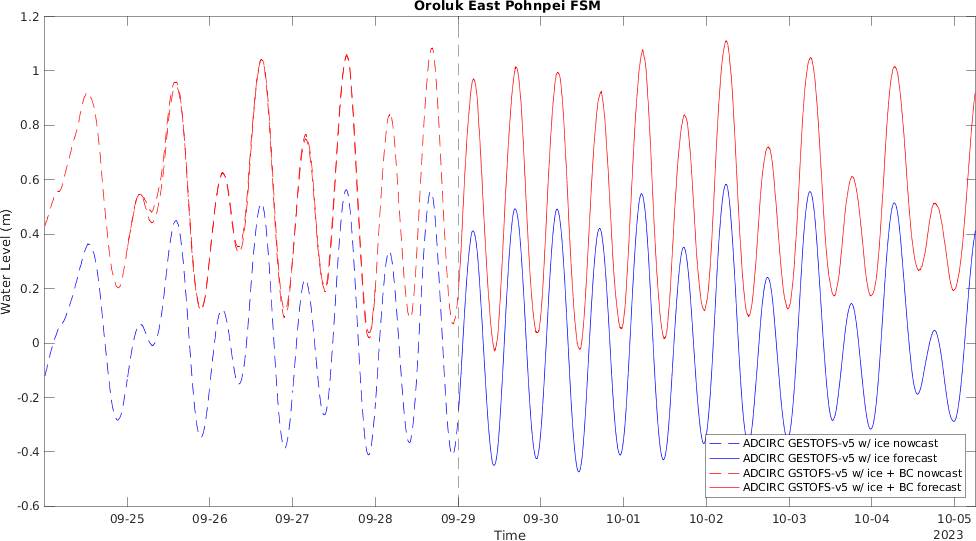 Oroluk East Pohnpei FSM
1.2
1
0.8
0.6
0.4
0.2
0
-0.2
-0.4
-0.6
Water Level (m)
09-25 09-26 09-27 09-28 09-29 09-30 10-01 10-02 10-03 10-04 10-05
Time
2023
ADCIRC GESTOFS-v5 w/ ice nowcast
ADCIRC GESTOFS-v5 w/ ice forecast
ADCIRC GSTOFS-v5 w/ ice + BC nowcast
ADCIRC GSTOFS-v5 w/ ice + BC forecast